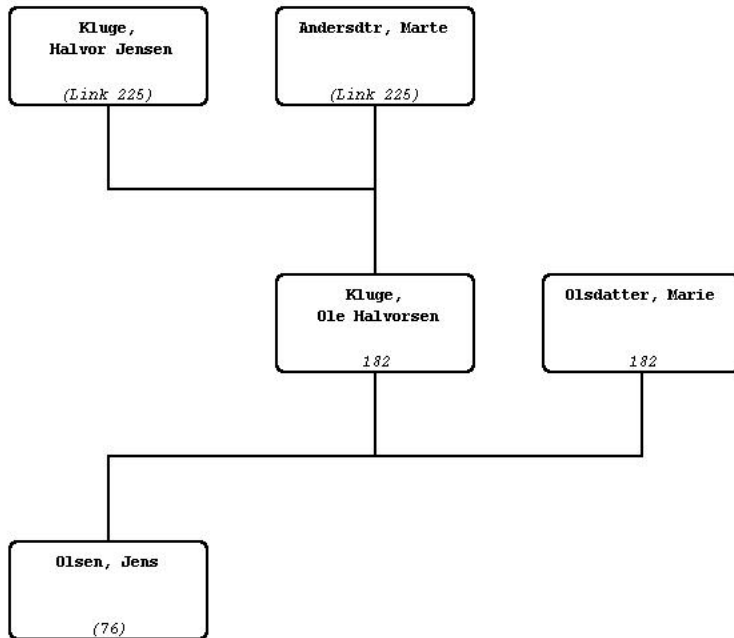 Kluge,
Halvor Jensen
(Link 225)
Andersdtr, Marte
(Link 225)
Kluge,
Ole Halvorsen
182
Olsdatter, Marie
182
Olsen, Jens
(76)